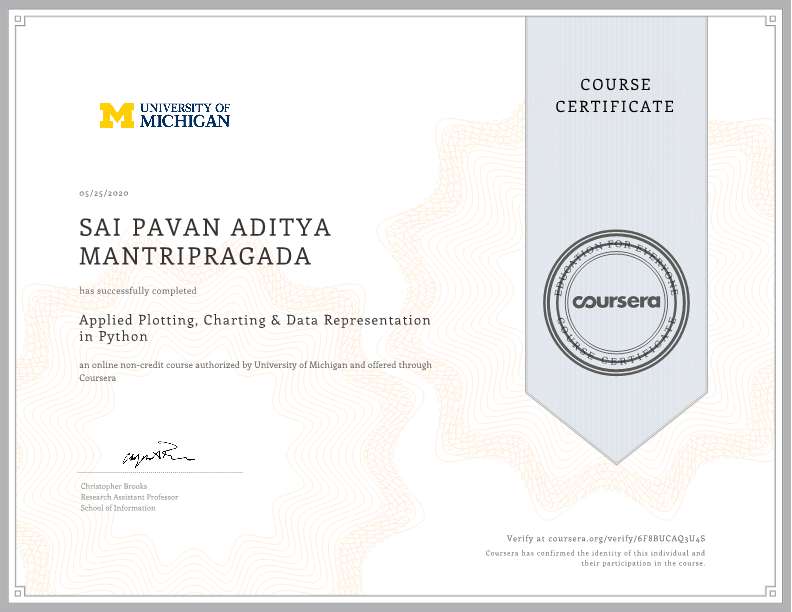 UNIVERSITY OF
MICHIGAN
COURSE
CERTIFICATE
05/25/2020
SAI PAVAN ADITYA
MANTRIPRAGADA
has successfully completed
Applied Plotting, Charting & Data Representation
in Python
an online non-credit course authorized by University of Michigan and offered through
Coursera
EDUCATION FOR EVERYONE
coursera
COURSE CERTIFICATE
Christopher Brooks
Research Assistant Professor
School of Information
Verify at coursera.org/verify/6F8BUCAQ3U4S
Coursera has confirmed the identity of this individual and
their participation in the course.